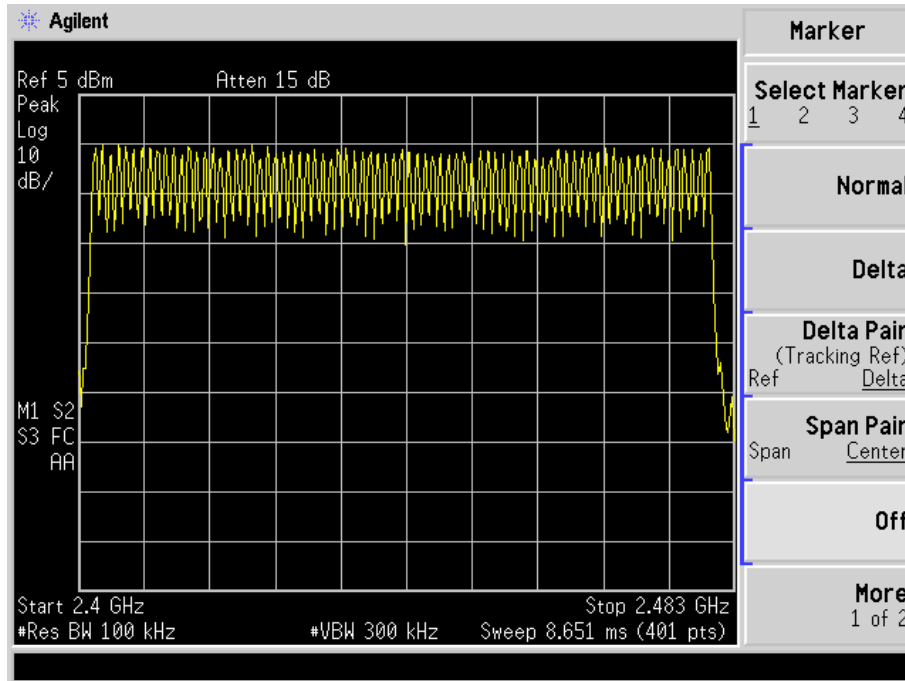 Agilent
Marker
Ref 5 dBm Atten 15 dB
Peak
Log
10
dB/
Select Marker
1 2 3 4
Normal
Delta
Delta Pair
(Tracking Ref)
Ref Delta
M1 S2
S3 FC
AA
Span Pair
Span Center
Off
More
1 of 2
Start 2.4 GHz Stop 2.483 GHz
#Res BW 100 kHz #VBW 300 kHz Sweep 8.651 ms (401 pts)